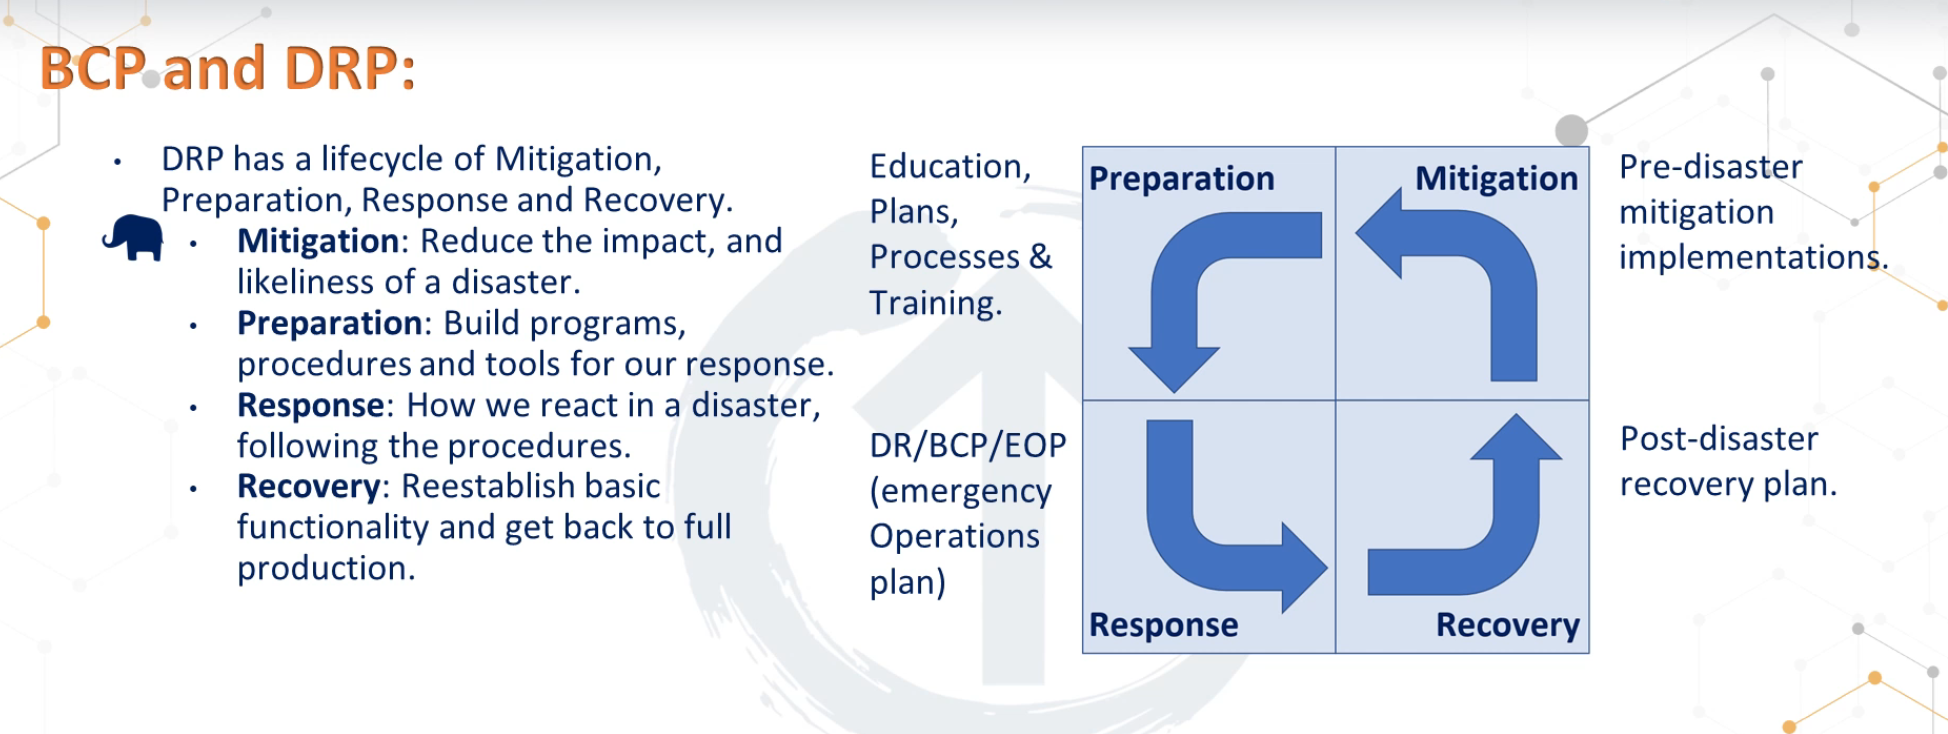 BCP and DRP:
• DRP has a lifecycle of Mitigation,
Preparation, Response and Recovery.
• Mitigation: Reduce the impact, and
likeliness of a disaster.
• Preparation: Build programs,
procedures and tools for our response.
• Response: How we react in a disaster,
following the procedures.
• Recovery: Reestablish basic
functionality and get back to full
production.
Education,
Plans,
Processes &
Training.
Preparation
Mitigation
Pre-disaster
mitigation
implementations.
DR/BCP/EOP
(emergency
Operations
plan)
Response
Recovery
Post-disaster
recovery plan.